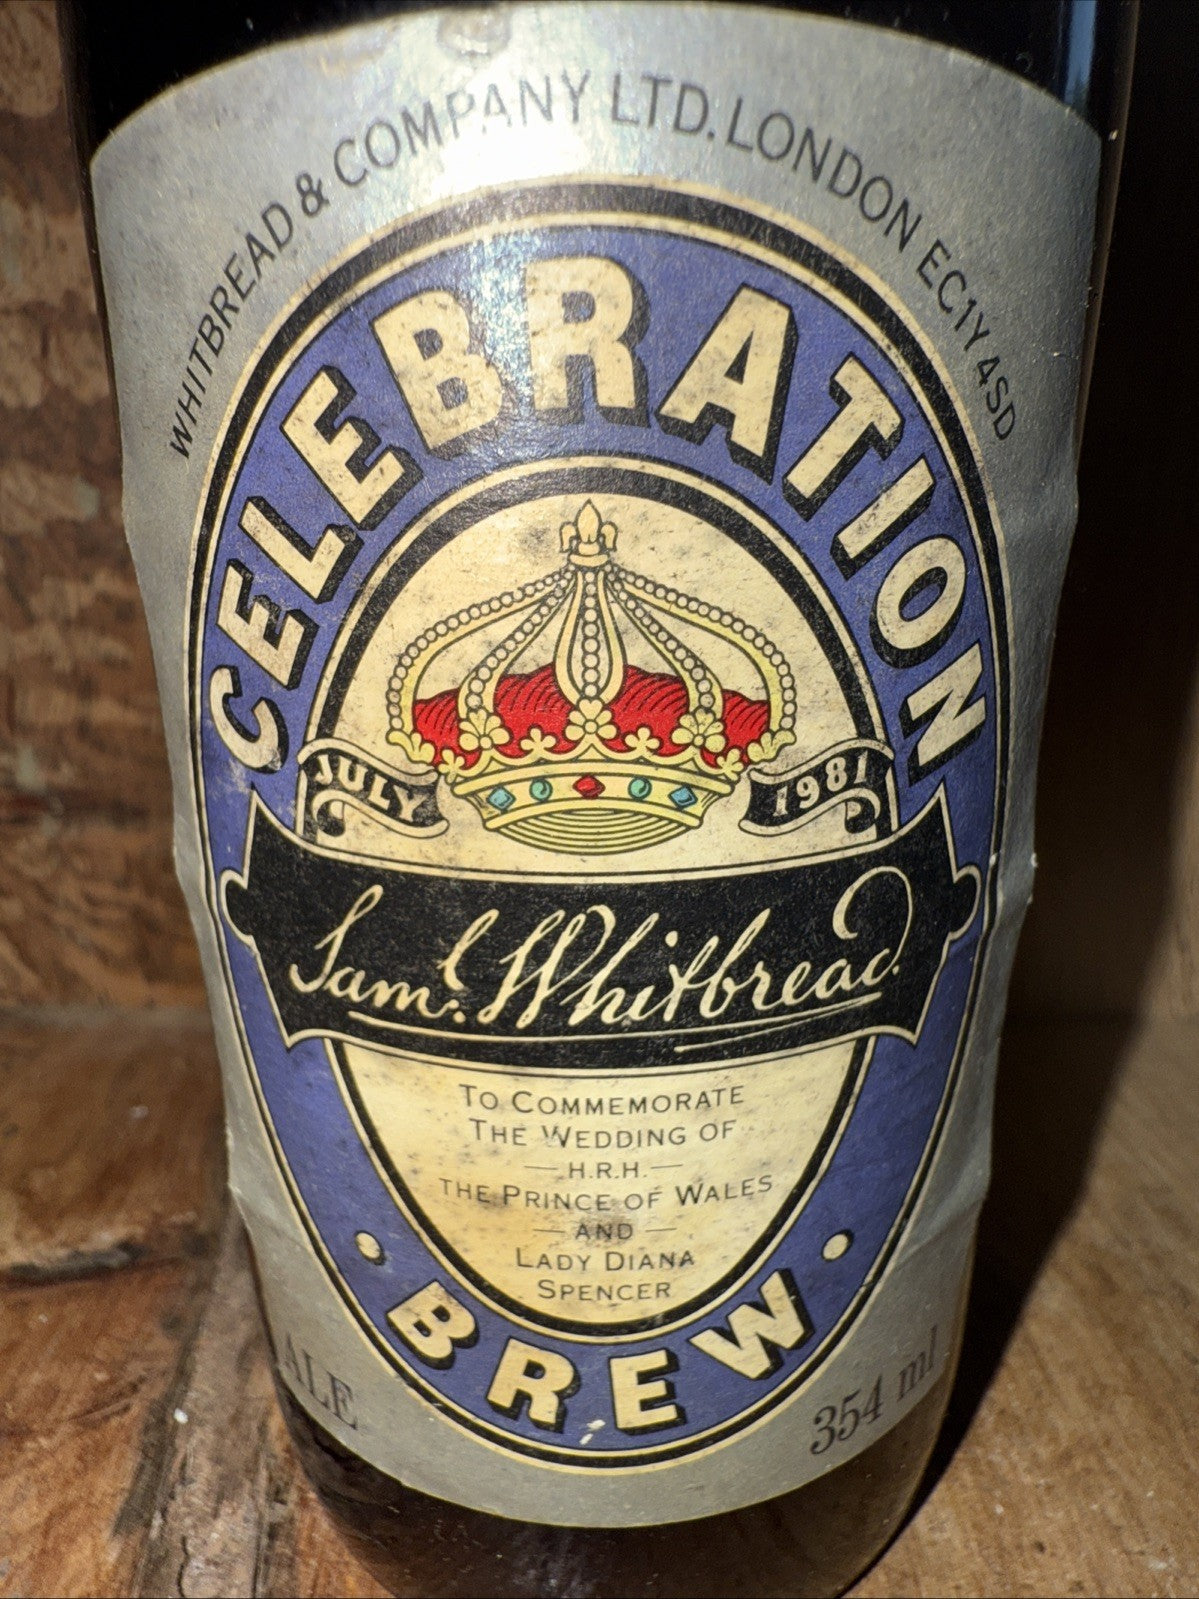 WHITBREAD & COMPANY LTD. LONDON EC1Y 4SD
CELEBRATION
JULY 1981
Saml. Whitbread.
TO COMMEMORATE
THE WEDDING OF
— H.R.H. —
THE PRINCE OF WALES
— AND —
LADY DIANA
SPENCER
• BREW •
ALE
354 ml